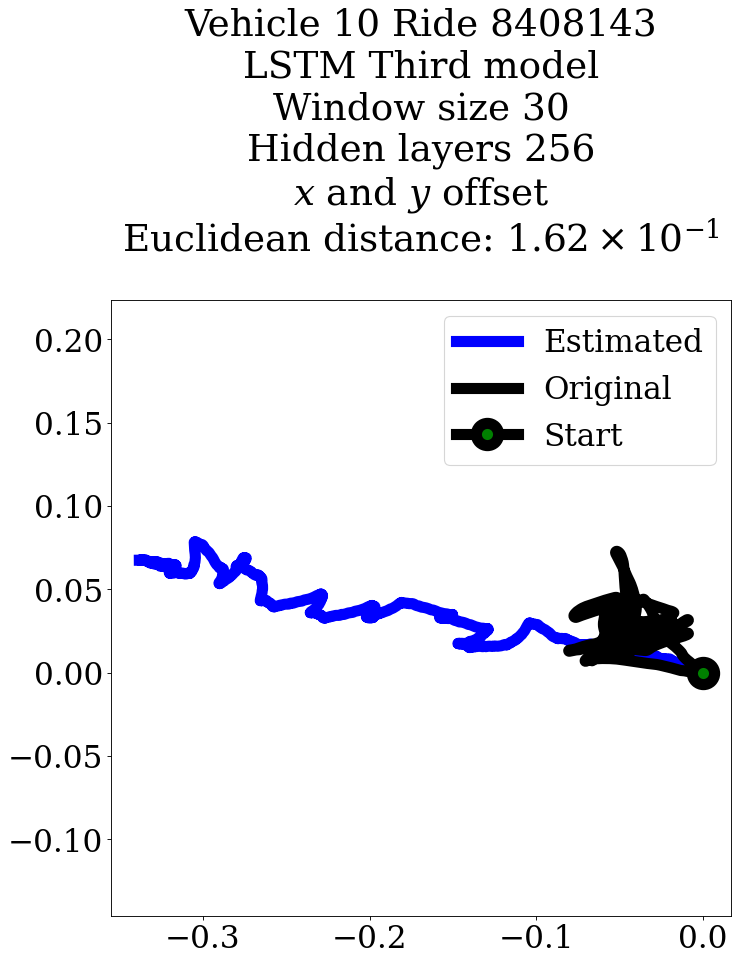 Vehicle 10 Ride 8408143
LSTM Third model
Window size 30
Hidden layers 256
x and y offset
Euclidean distance: 1.62 × 10⁻¹
Estimated
Original
Start
0.20
0.15
0.10
0.05
0.00
−0.05
−0.10
−0.3 −0.2 −0.1 0.0